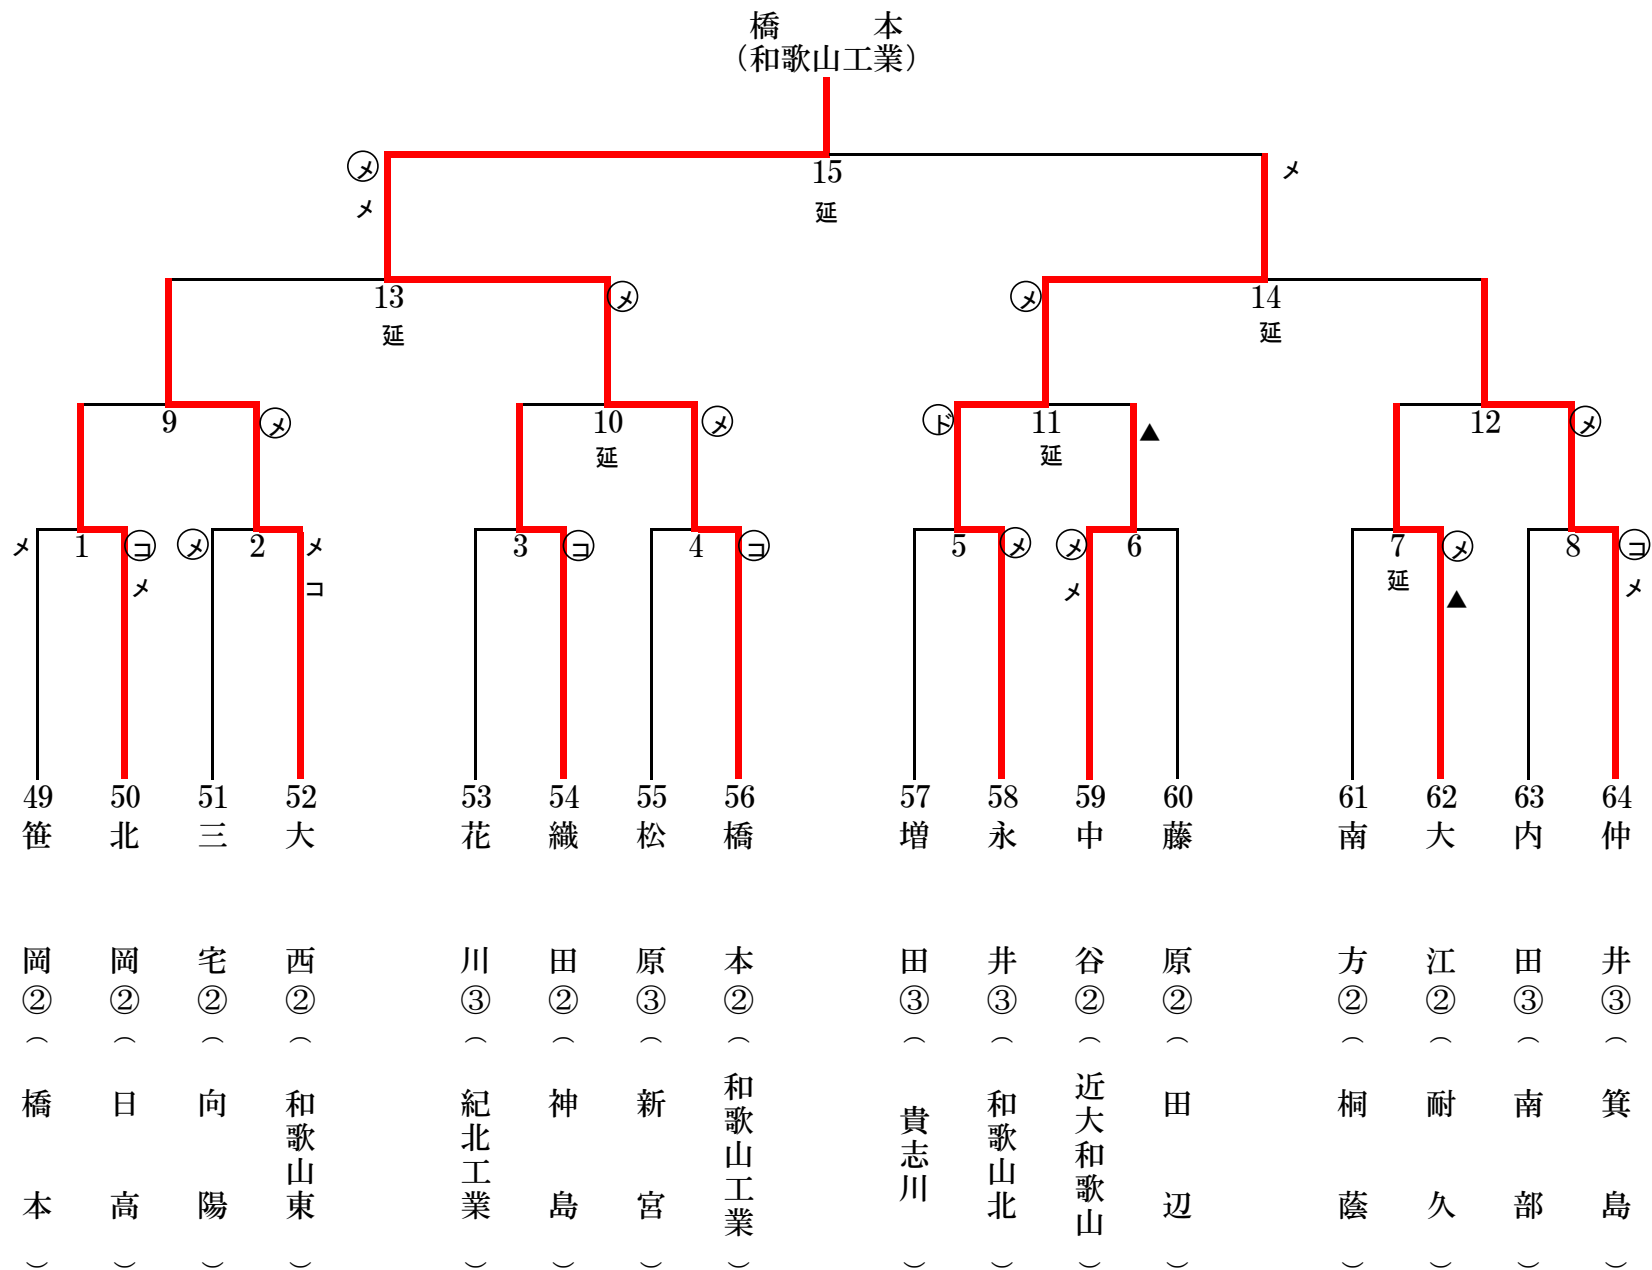 橋本
（和歌山工業）
㋱ 15 メ
メ 延
13 ㋱ ㋱ 14
延 延
9 ㋱ 10 ㋱ ㋣゛ 11 ▲ 12 ㋱
延 延
メ 1 ㋙ ㋱ 2 メ 3 ㋙ 4 ㋙ 5 ㋱ ㋱ 6 7 ㋱ 8 ㋙
メ コ メ 延 ▲ メ
49 笹岡②（橋本）
50 北岡②（日高）
51 三宅②（向陽）
52 大西②（和歌山東）
53 花川③（紀北工業）
54 織田②（神島）
55 松原③（新宮）
56 橋本②（和歌山工業）
57 増田③（貴志川）
58 永井③（和歌山北）
59 中谷②（近大和歌山）
60 藤原②（田辺）
61 南方②（桐蔭）
62 大江②（耐久）
63 内田③（南部）
64 仲井③（箕島）